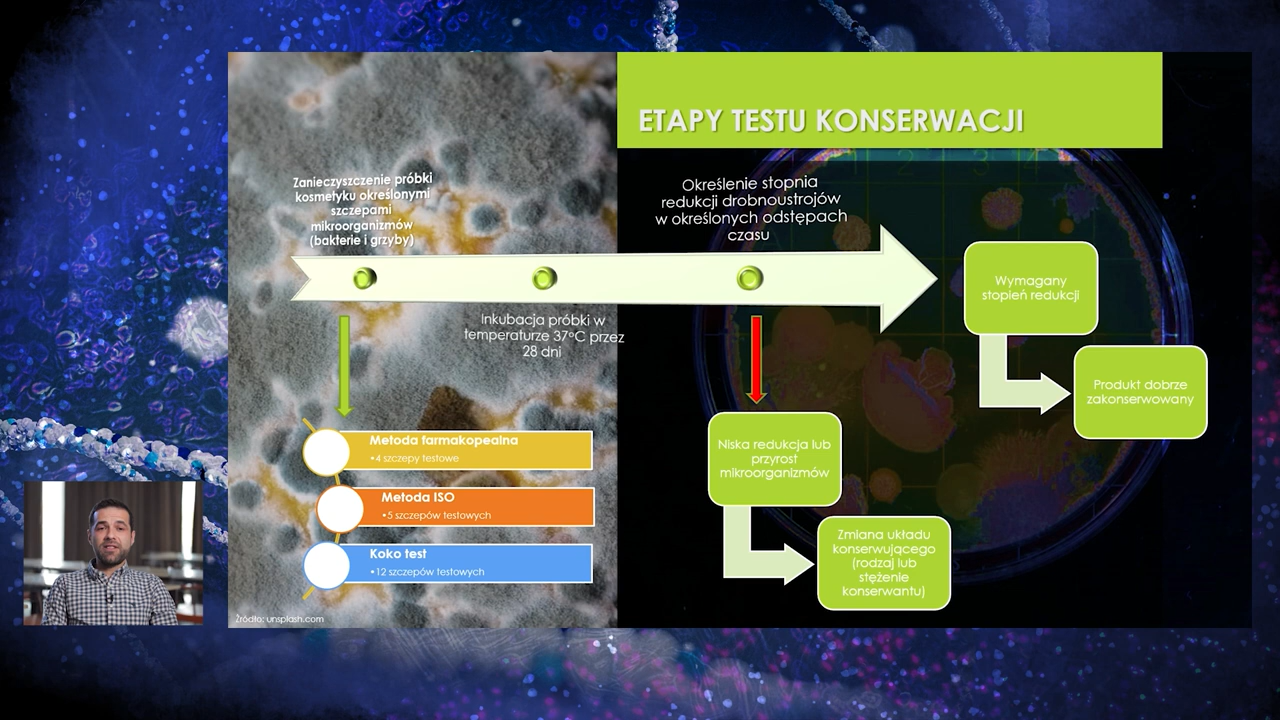 ETAPY TESTU KONSERWACJI
Zanieczyszczenie próbki
kosmetyku określonymi
szczepami
mikroorganizmów
(bakterie i grzyby)
Inkubacja próbki w
temperaturze 37°C przez
28 dni
Określenie stopnia
redukcji drobnoustrojów
w określonych odstępach
czasu
Wymagany
stopień redukcji
Produkt dobrze
zakonserwowany
Niska redukcja lub
przyrost
mikroorganizmów
Zmiana układu
konserwującego
(rodzaj lub
stężenie
konserwantu)
Metoda farmakopealna
•4 szczepy testowe
Metoda ISO
•5 szczepów testowych
Koko test
•12 szczepów testowych
Źródło: unsplash.com